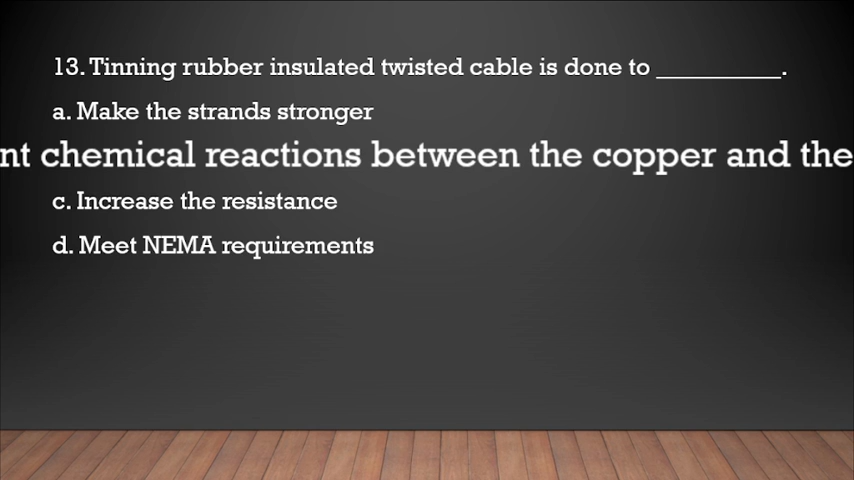 13. Tinning rubber insulated twisted cable is done to __________.
a. Make the strands stronger
nt chemical reactions between the copper and the
c. Increase the resistance
d. Meet NEMA requirements